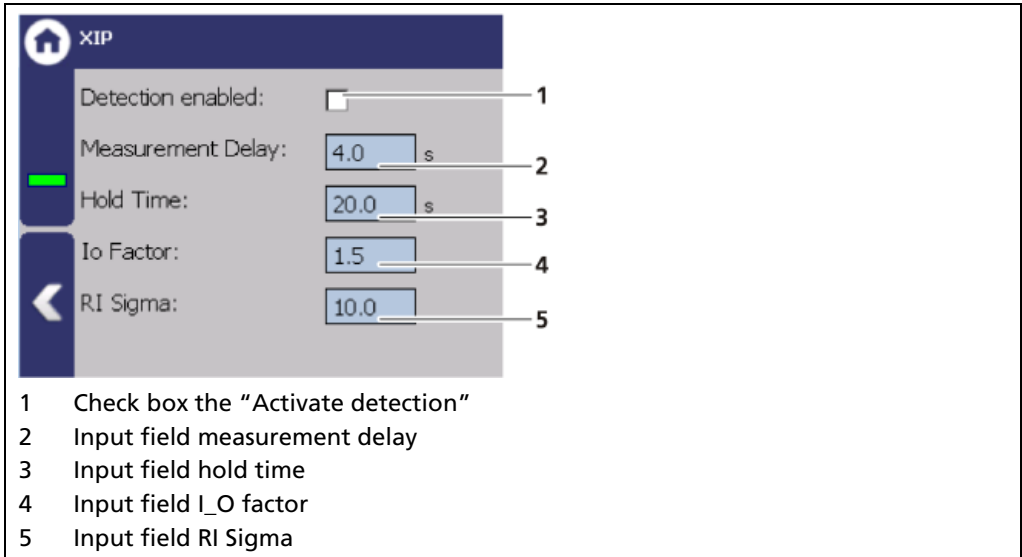 XIP
Detection enabled: 1
Measurement Delay: 4.0 s 2
Hold Time: 20.0 s 3
Io Factor: 1.5 4
RI Sigma: 10.0 5
1 Check box the “Activate detection”
2 Input field measurement delay
3 Input field hold time
4 Input field I_O factor
5 Input field RI Sigma